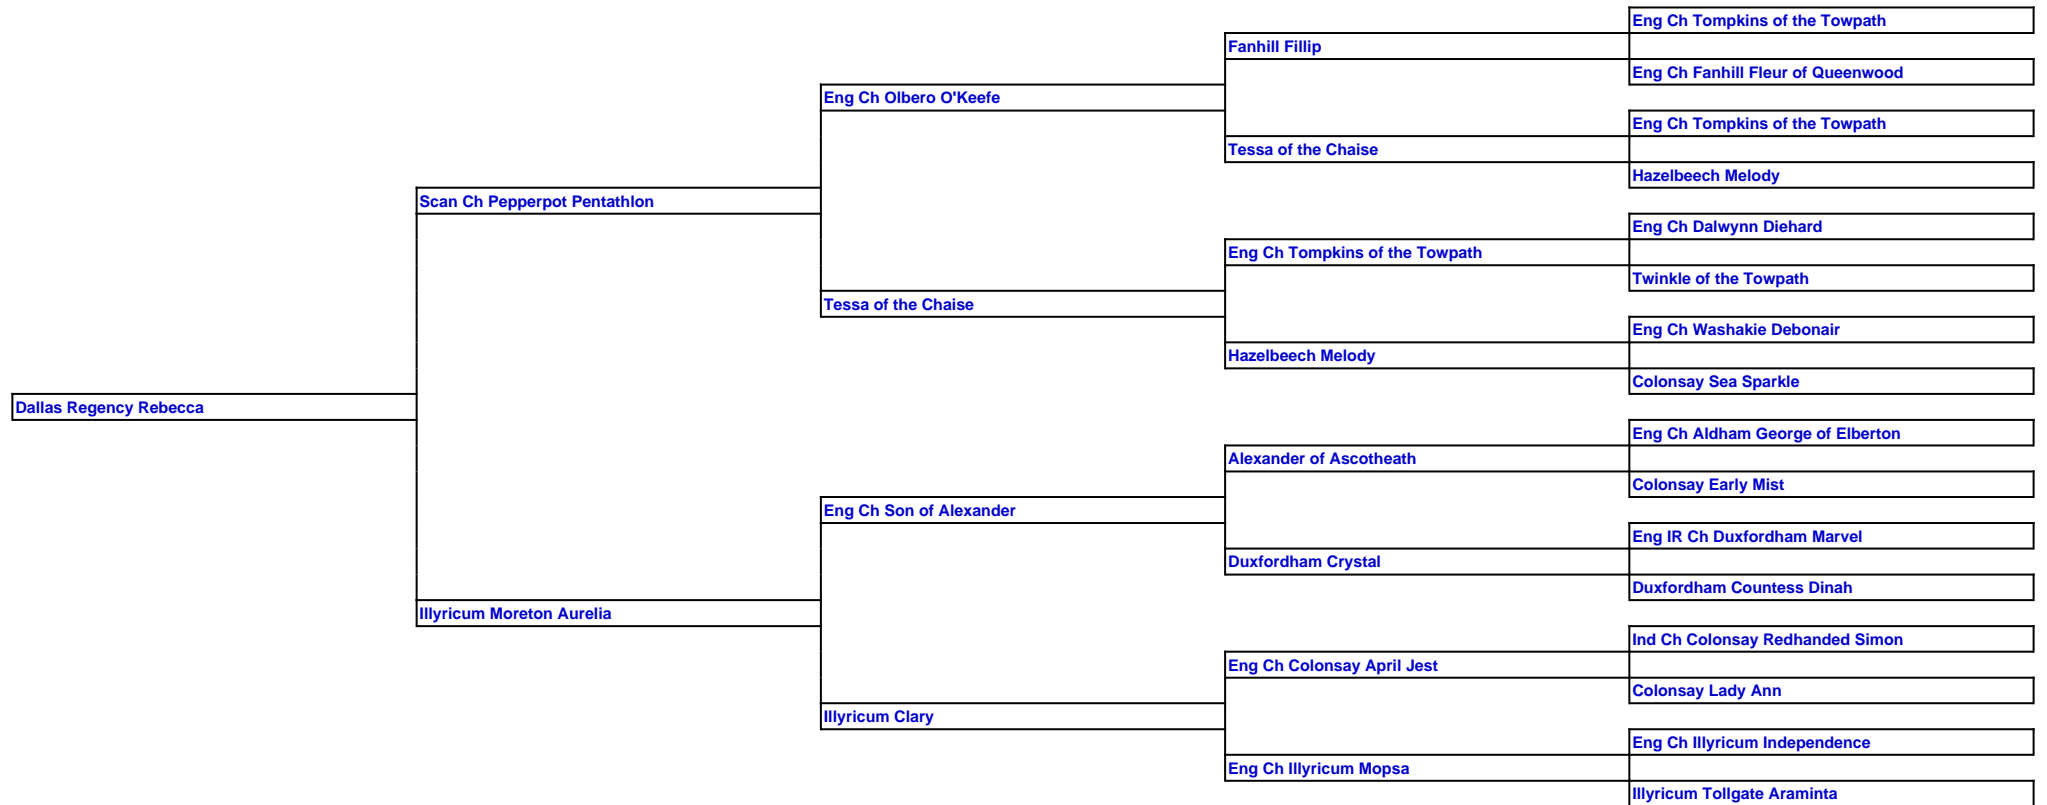 Eng Ch Tompkins of the Towpath
Fanhill Fillip
Eng Ch Fanhill Fleur of Queenwood
Eng Ch Olbero O'Keefe
Eng Ch Tompkins of the Towpath
Tessa of the Chaise
Hazelbeech Melody
Scan Ch Pepperpot Pentathlon
Eng Ch Dalwynn Diehard
Eng Ch Tompkins of the Towpath
Twinkle of the Towpath
Tessa of the Chaise
Eng Ch Washakie Debonair
Hazelbeech Melody
Colonsay Sea Sparkle
Dallas Regency Rebecca
Eng Ch Aldham George of Elberton
Alexander of Ascotheath
Colonsay Early Mist
Eng Ch Son of Alexander
Eng IR Ch Duxfordham Marvel
Duxfordham Crystal
Duxfordham Countess Dinah
Illyricum Moreton Aurelia
Ind Ch Colonsay Redhanded Simon
Eng Ch Colonsay April Jest
Colonsay Lady Ann
Illyricum Clary
Eng Ch Illyricum Independence
Eng Ch Illyricum Mopsa
Illyricum Tollgate Araminta